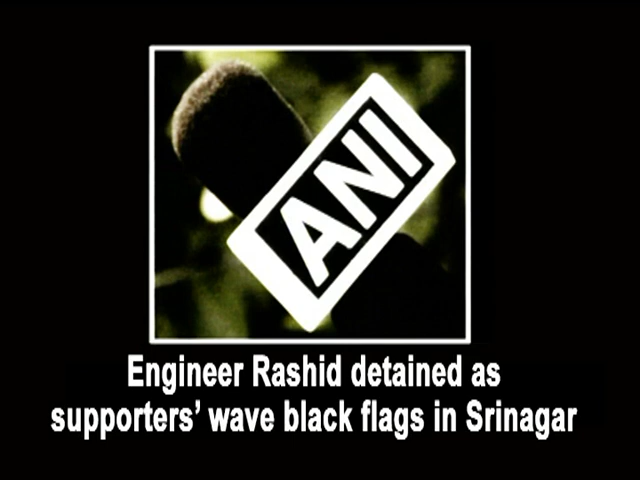 ANI
Engineer Rashid detained as
supporters’ wave black flags in Srinagar